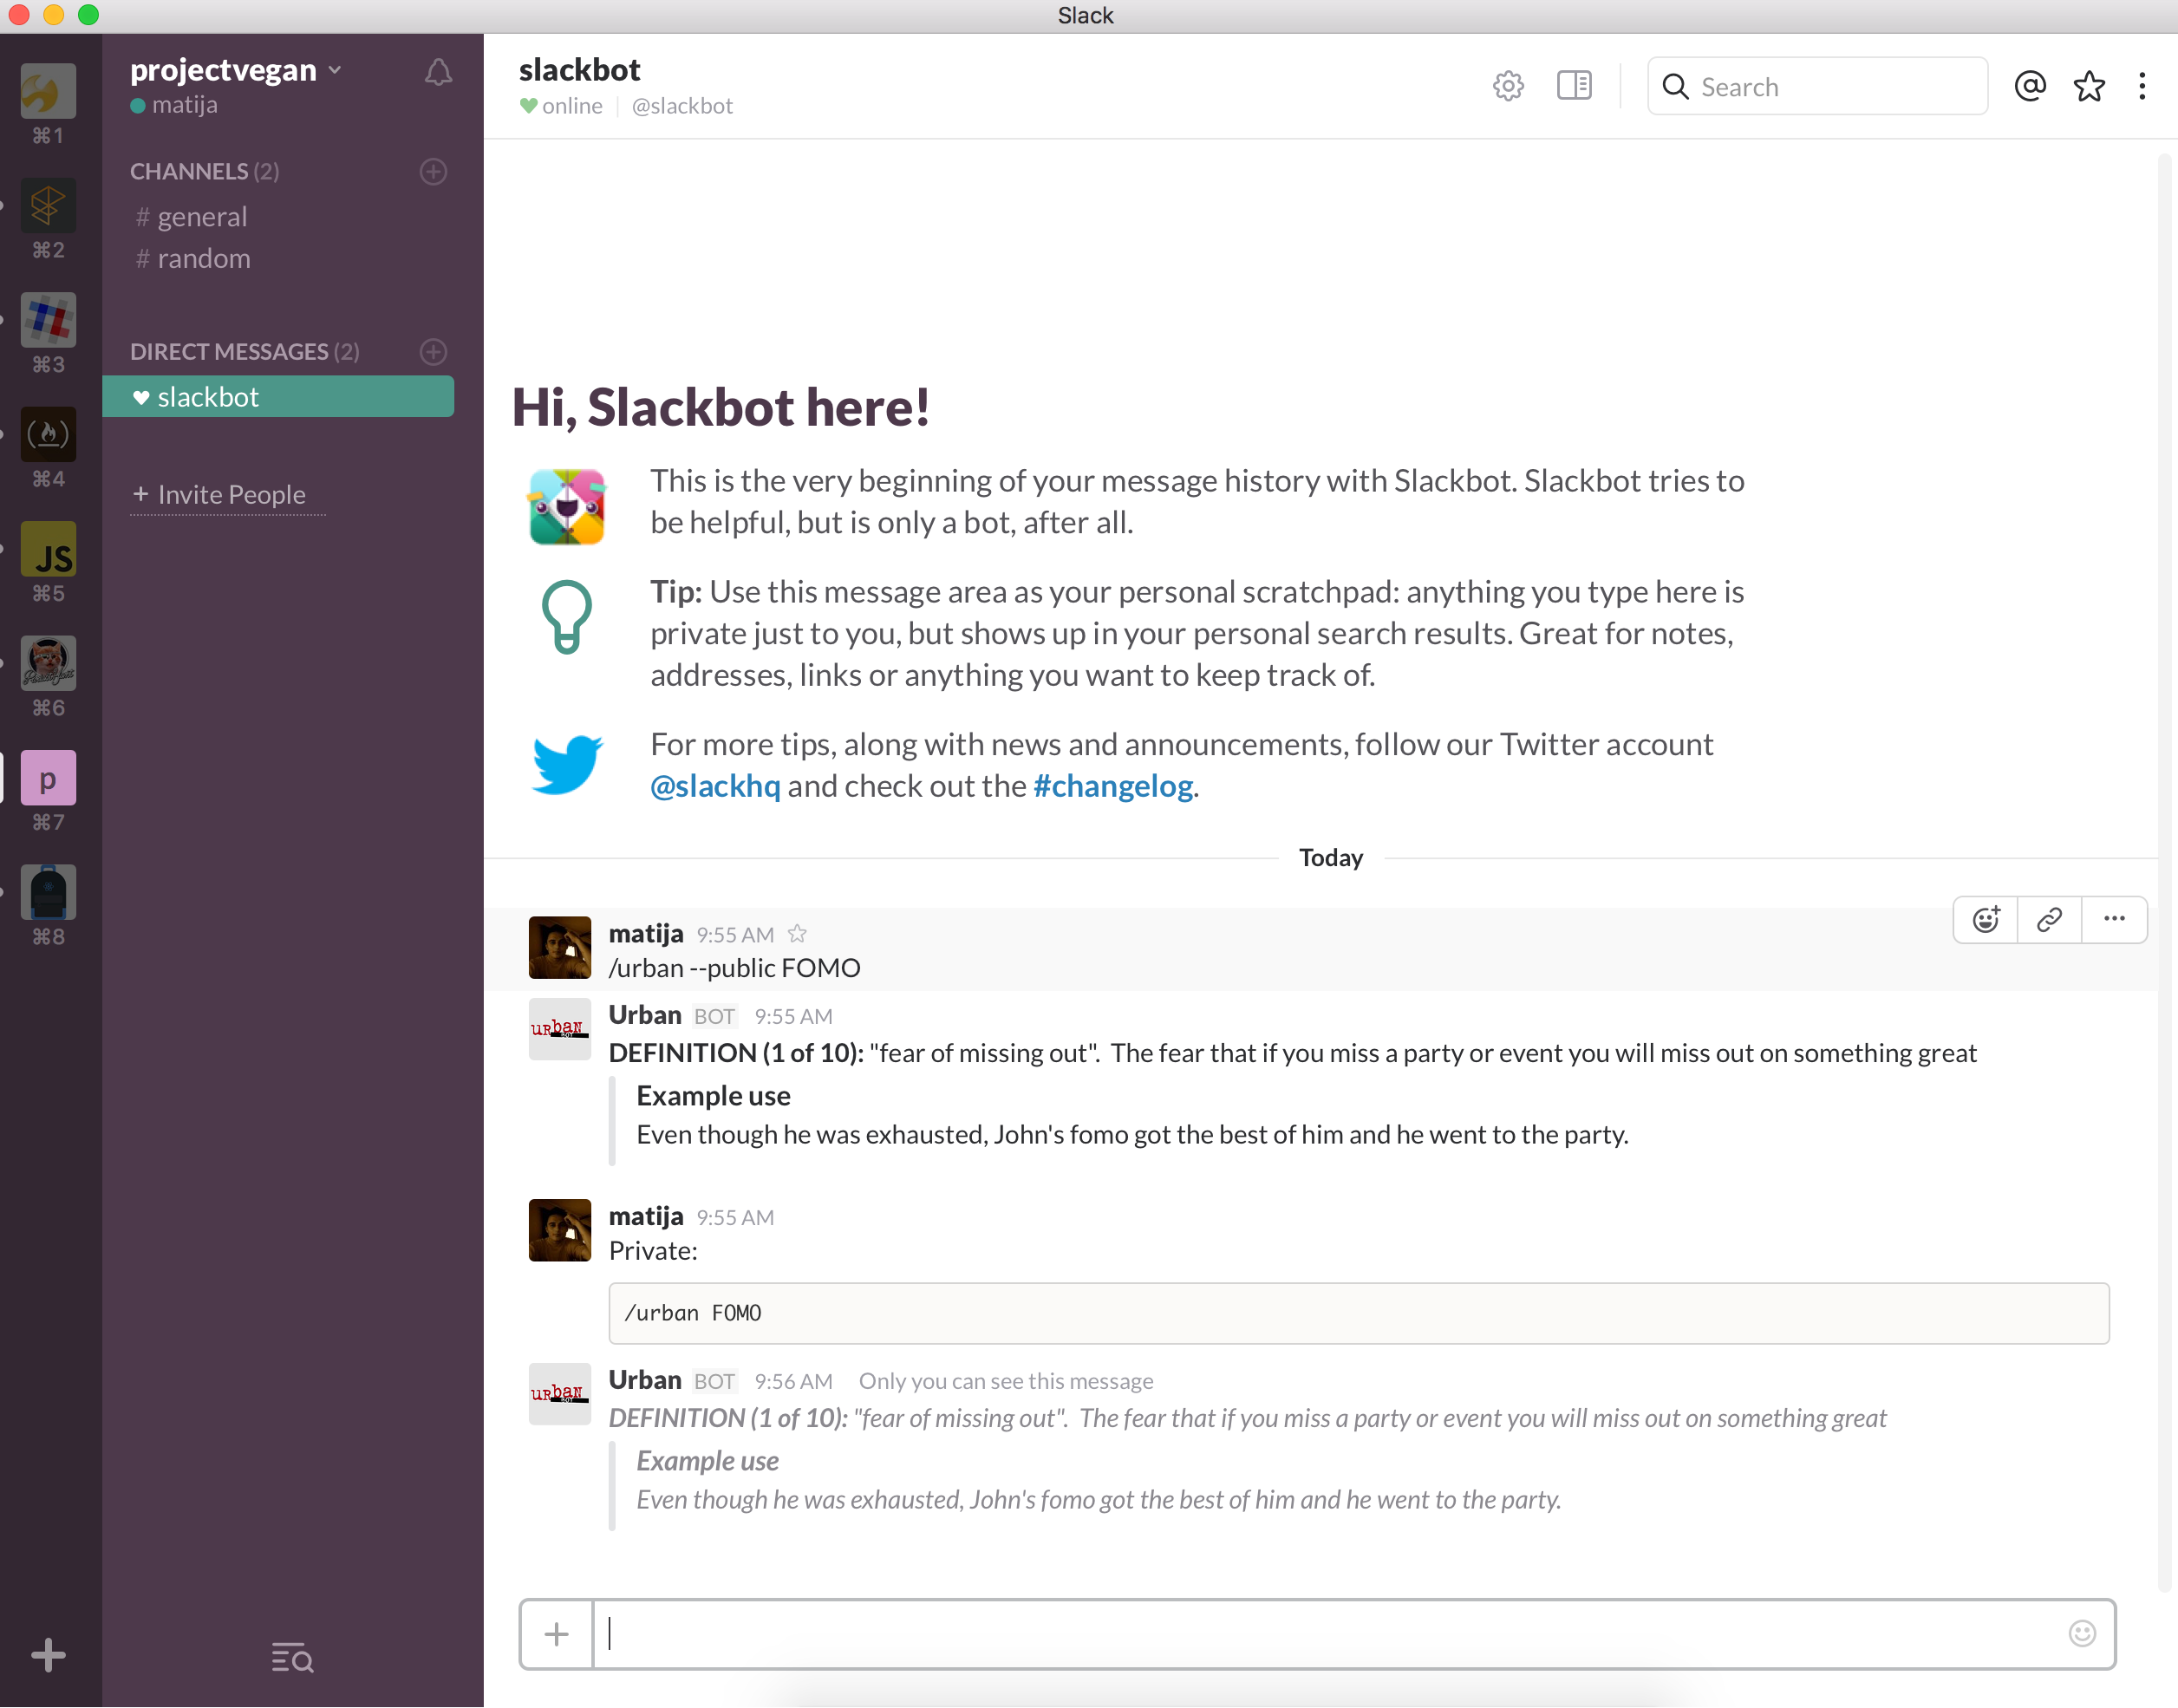 Slack
⌘1
⌘2
⌘3
⌘4
JS
⌘5
⌘6
p
⌘7
⌘8
projectvegan
matija
CHANNELS (2)
# general
# random
DIRECT MESSAGES (2)
slackbot
+ Invite People
slackbot
online | @slackbot
Search
Hi, Slackbot here!
This is the very beginning of your message history with Slackbot. Slackbot tries to
be helpful, but is only a bot, after all.
Tip: Use this message area as your personal scratchpad: anything you type here is
private just to you, but shows up in your personal search results. Great for notes,
addresses, links or anything you want to keep track of.
For more tips, along with news and announcements, follow our Twitter account
@slackhq and check out the #changelog.
Today
matija 9:55 AM
/urban --public FOMO
urban
BOT
Urban BOT 9:55 AM
DEFINITION (1 of 10): "fear of missing out".  The fear that if you miss a party or event you will miss out on something great
Example use
Even though he was exhausted, John's fomo got the best of him and he went to the party.
matija 9:55 AM
Private:
/urban FOMO
urban
BOT
Urban BOT 9:56 AM Only you can see this message
DEFINITION (1 of 10): "fear of missing out".  The fear that if you miss a party or event you will miss out on something great
Example use
Even though he was exhausted, John's fomo got the best of him and he went to the party.